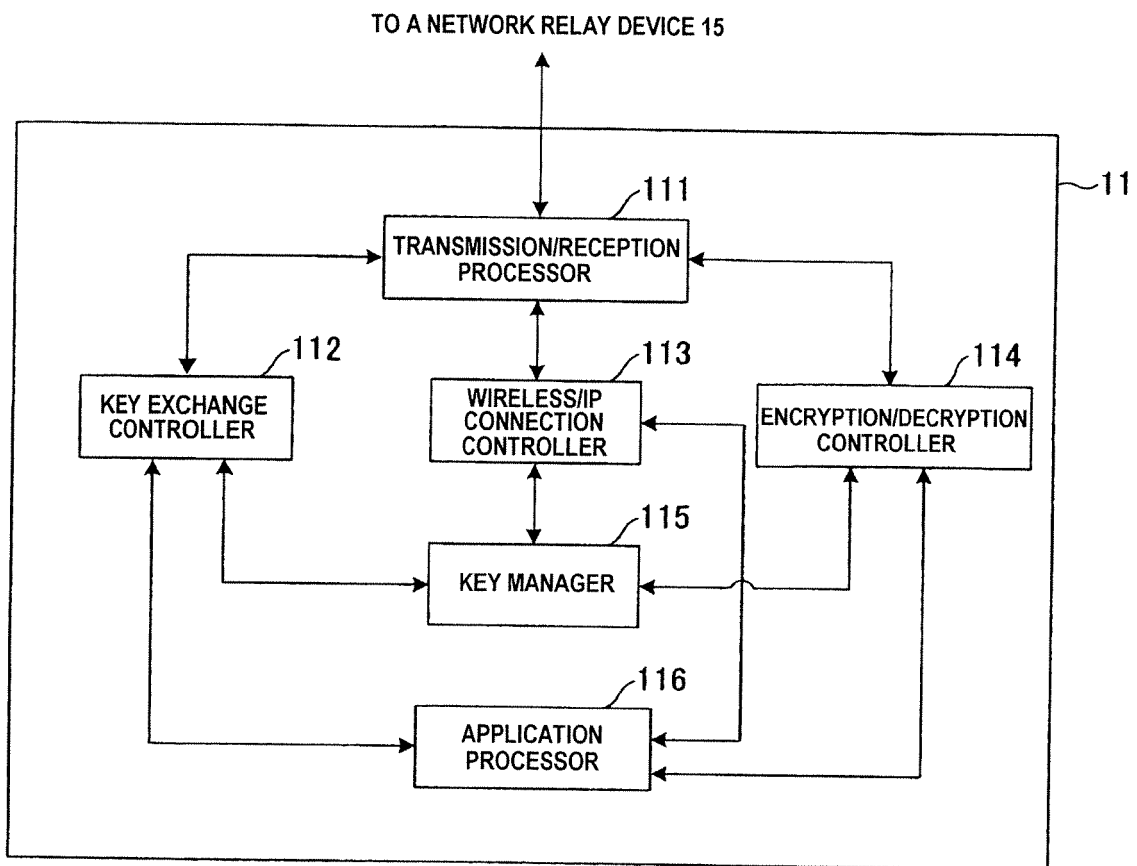 TO A NETWORK RELAY DEVICE 15
11
111
TRANSMISSION/RECEPTION
PROCESSOR
112
KEY EXCHANGE
CONTROLLER
113
WIRELESS/IP
CONNECTION
CONTROLLER
114
ENCRYPTION/DECRYPTION
CONTROLLER
115
KEY MANAGER
116
APPLICATION
PROCESSOR